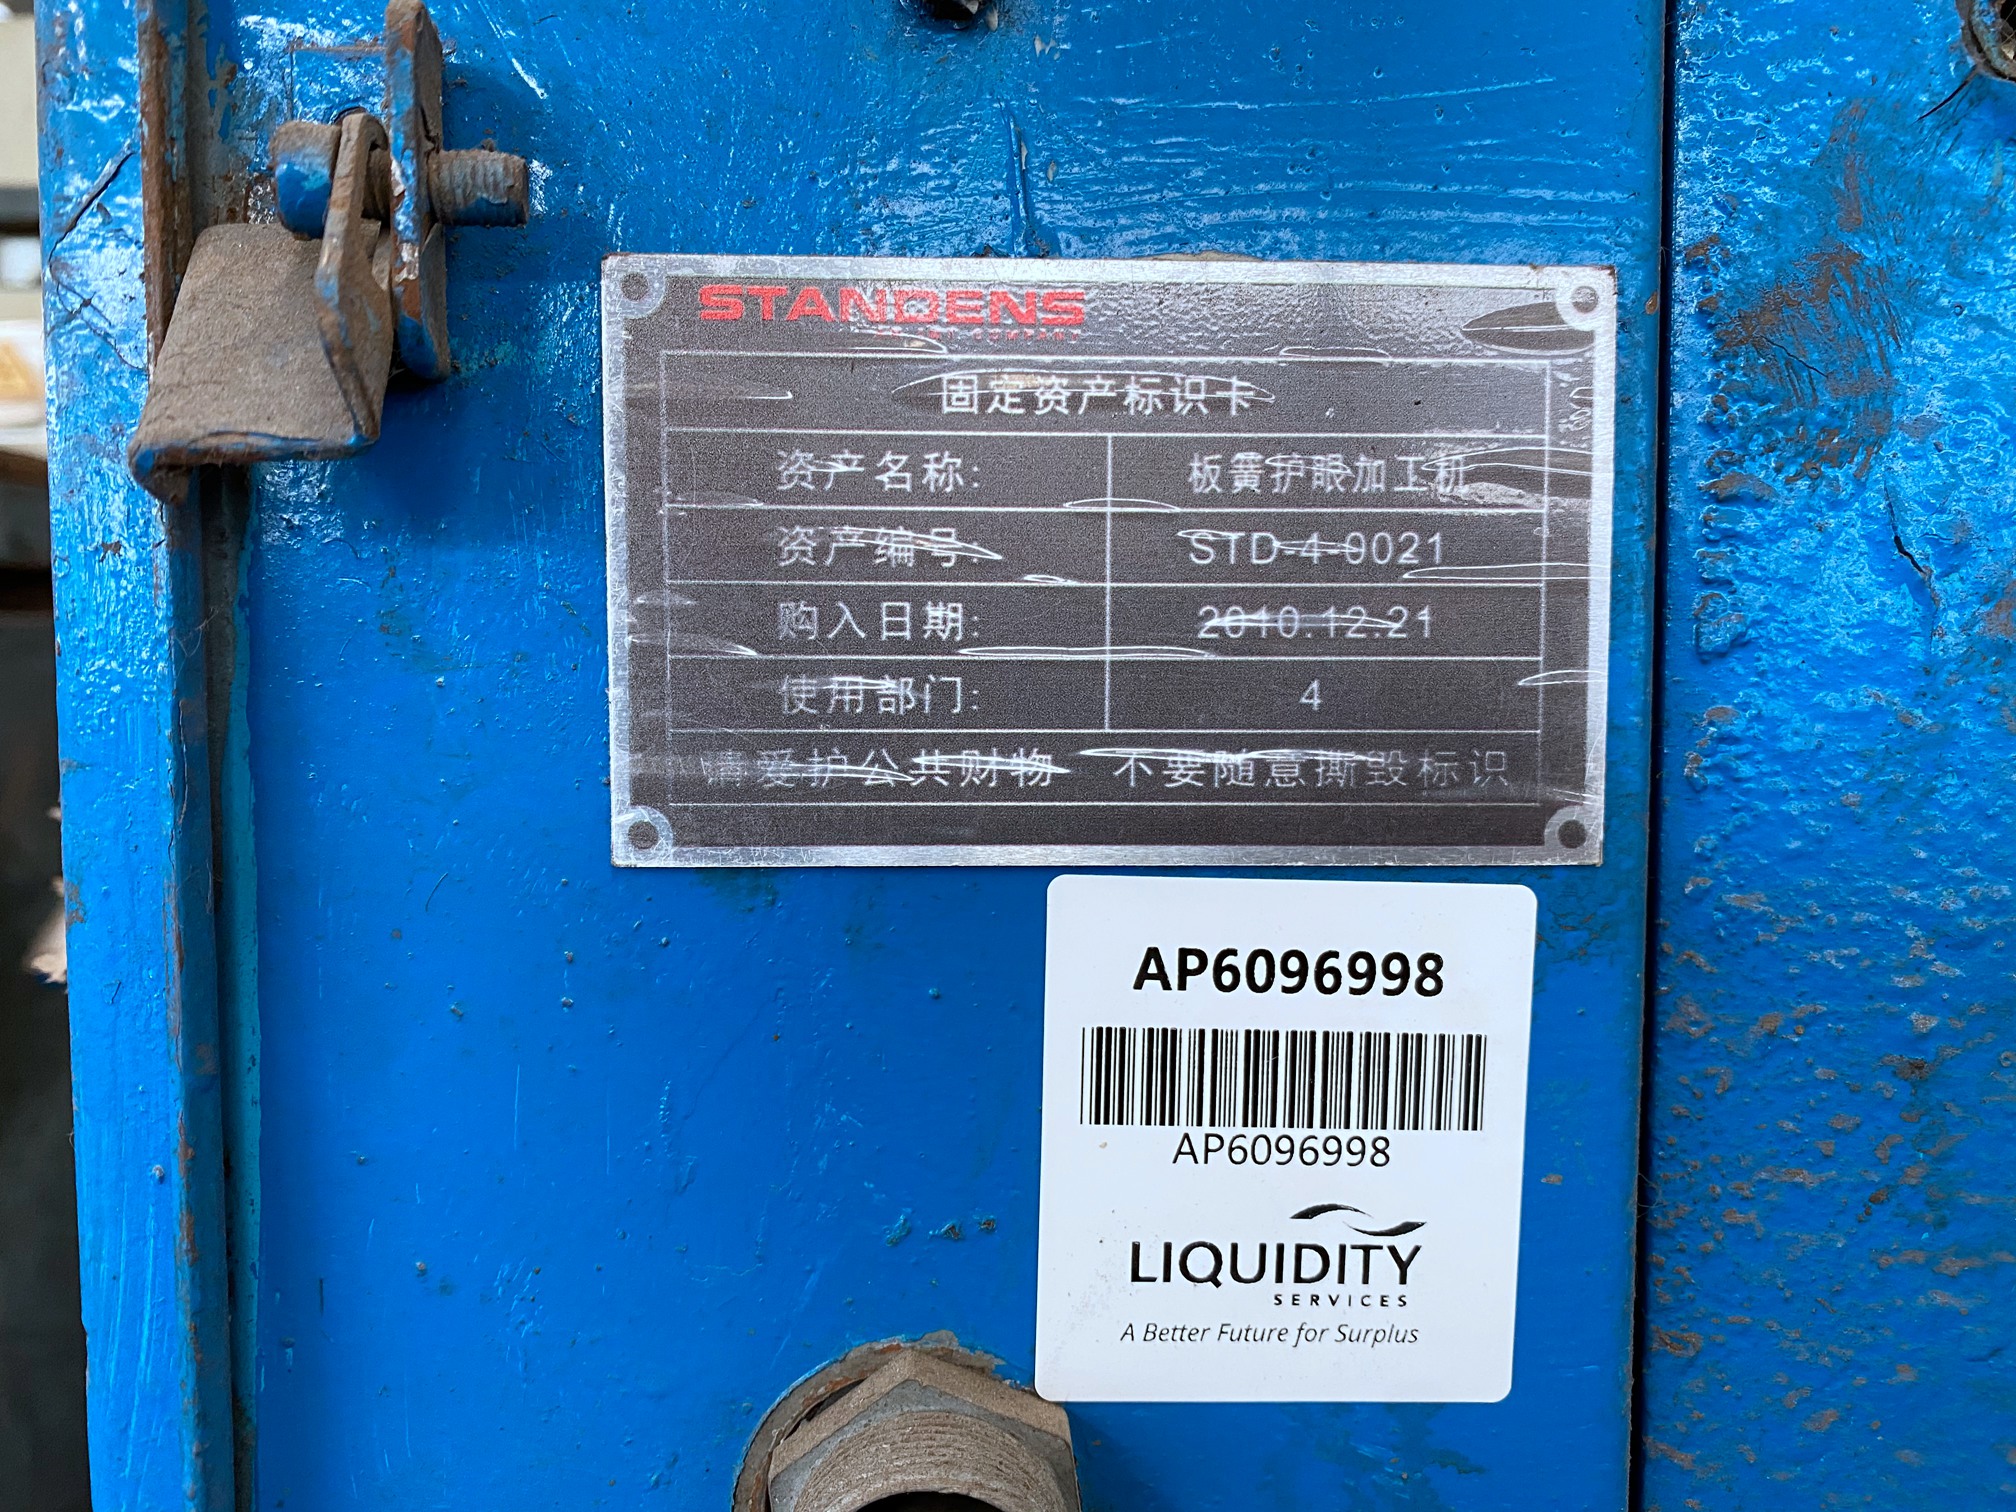 STANDENS
固定资产标识卡
资产名称: 板簧护眼加工机
资产编号: STD-4-0021
购入日期: 2010.12.21
使用部门: 4
请爱护公共财物 不要随意撕毁标识
AP6096998
AP6096998
LIQUIDITY
SERVICES
A Better Future for Surplus